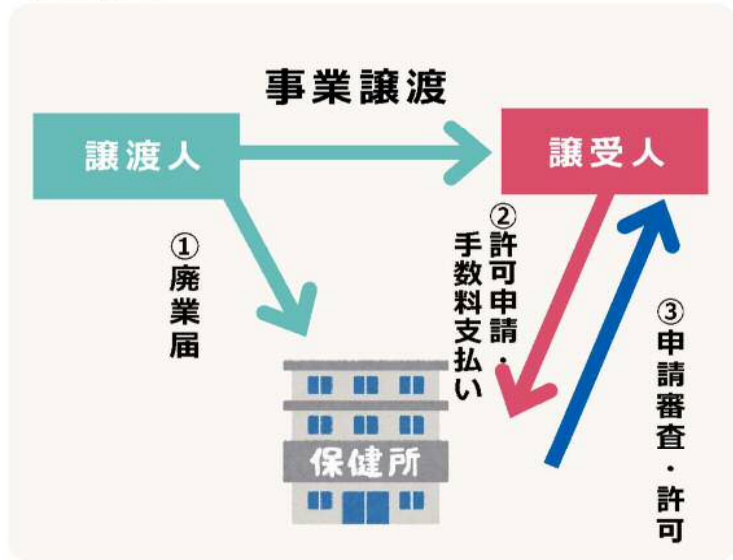 事業譲渡
譲渡人
譲受人
①廃業届
②許可申請・
手数料支払い
③申請審査・許可
保健所